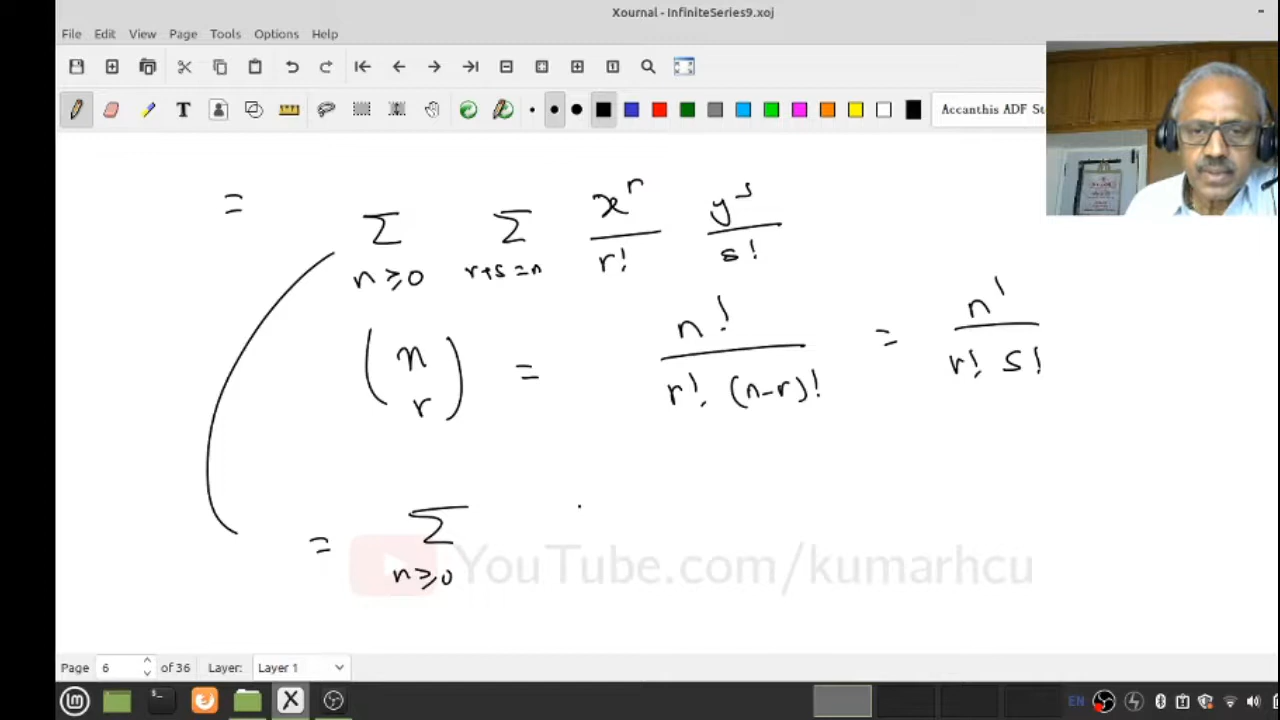 Xournal - InfiniteSeries9.xoj
File Edit View Page Tools Options Help
Accanthis ADF St
= Σ n≥0 Σ r+s=n x^r / r! y^s / s!
(n r) = n! / r! (n-r)! = n! / r! s!
= Σ n≥0
YouTube.com/kumarhcu
Page 6 of 36 Layer: Layer 1
EN